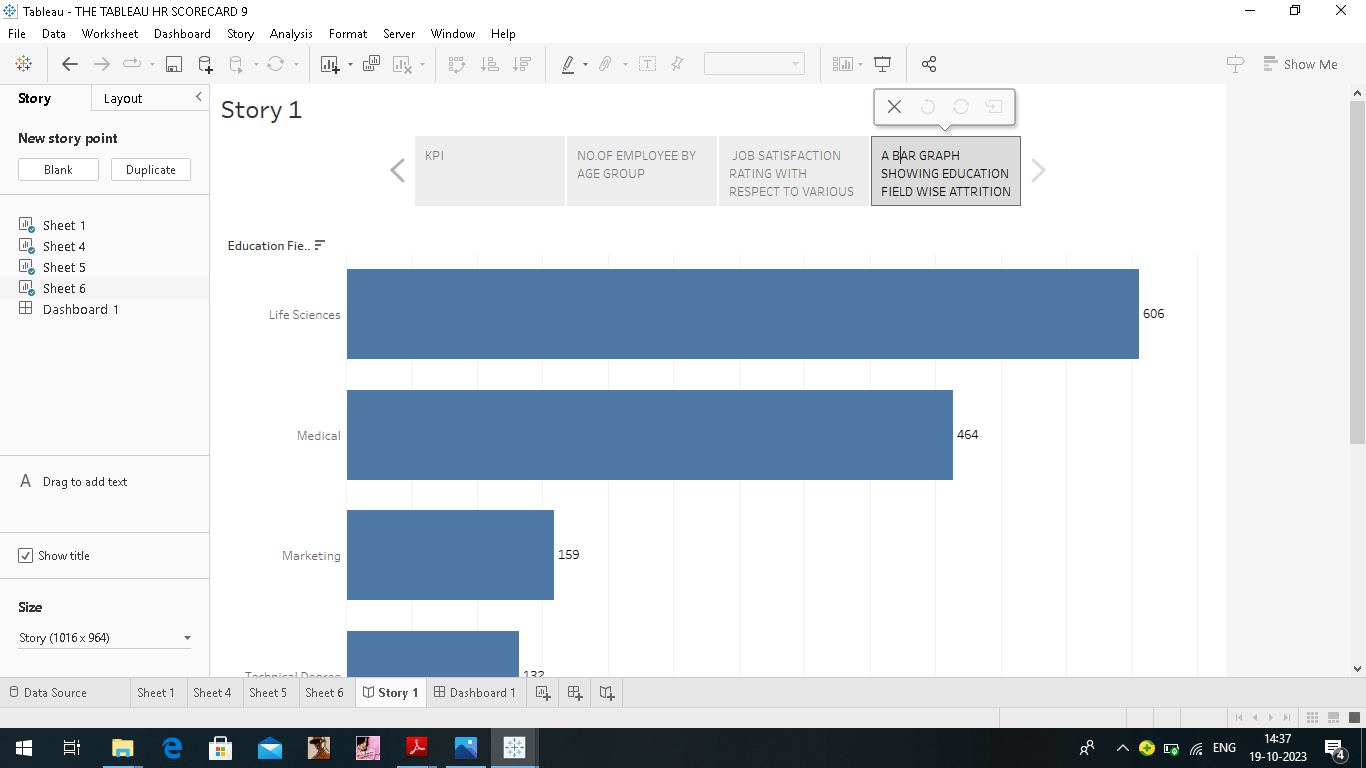 Tableau - THE TABLEAU HR SCORECARD 9
File Data Worksheet Dashboard Story Analysis Format Server Window Help
Show Me
Story Layout
New story point
Blank Duplicate
Sheet 1
Sheet 4
Sheet 5
Sheet 6
Dashboard 1
A Drag to add text
Show title
Size
Story (1016 x 964)
Story 1
KPI
NO.OF EMPLOYEE BY
AGE GROUP
JOB SATISFACTION
RATING WITH
RESPECT TO VARIOUS
A BAR GRAPH
SHOWING EDUCATION
FIELD WISE ATTRITION
Education Fie..
Life Sciences 606
Medical 464
Marketing 159
Technical Degree 132
Data Source Sheet 1 Sheet 4 Sheet 5 Sheet 6 Story 1 Dashboard 1
ENG
14:37
19-10-2023
4